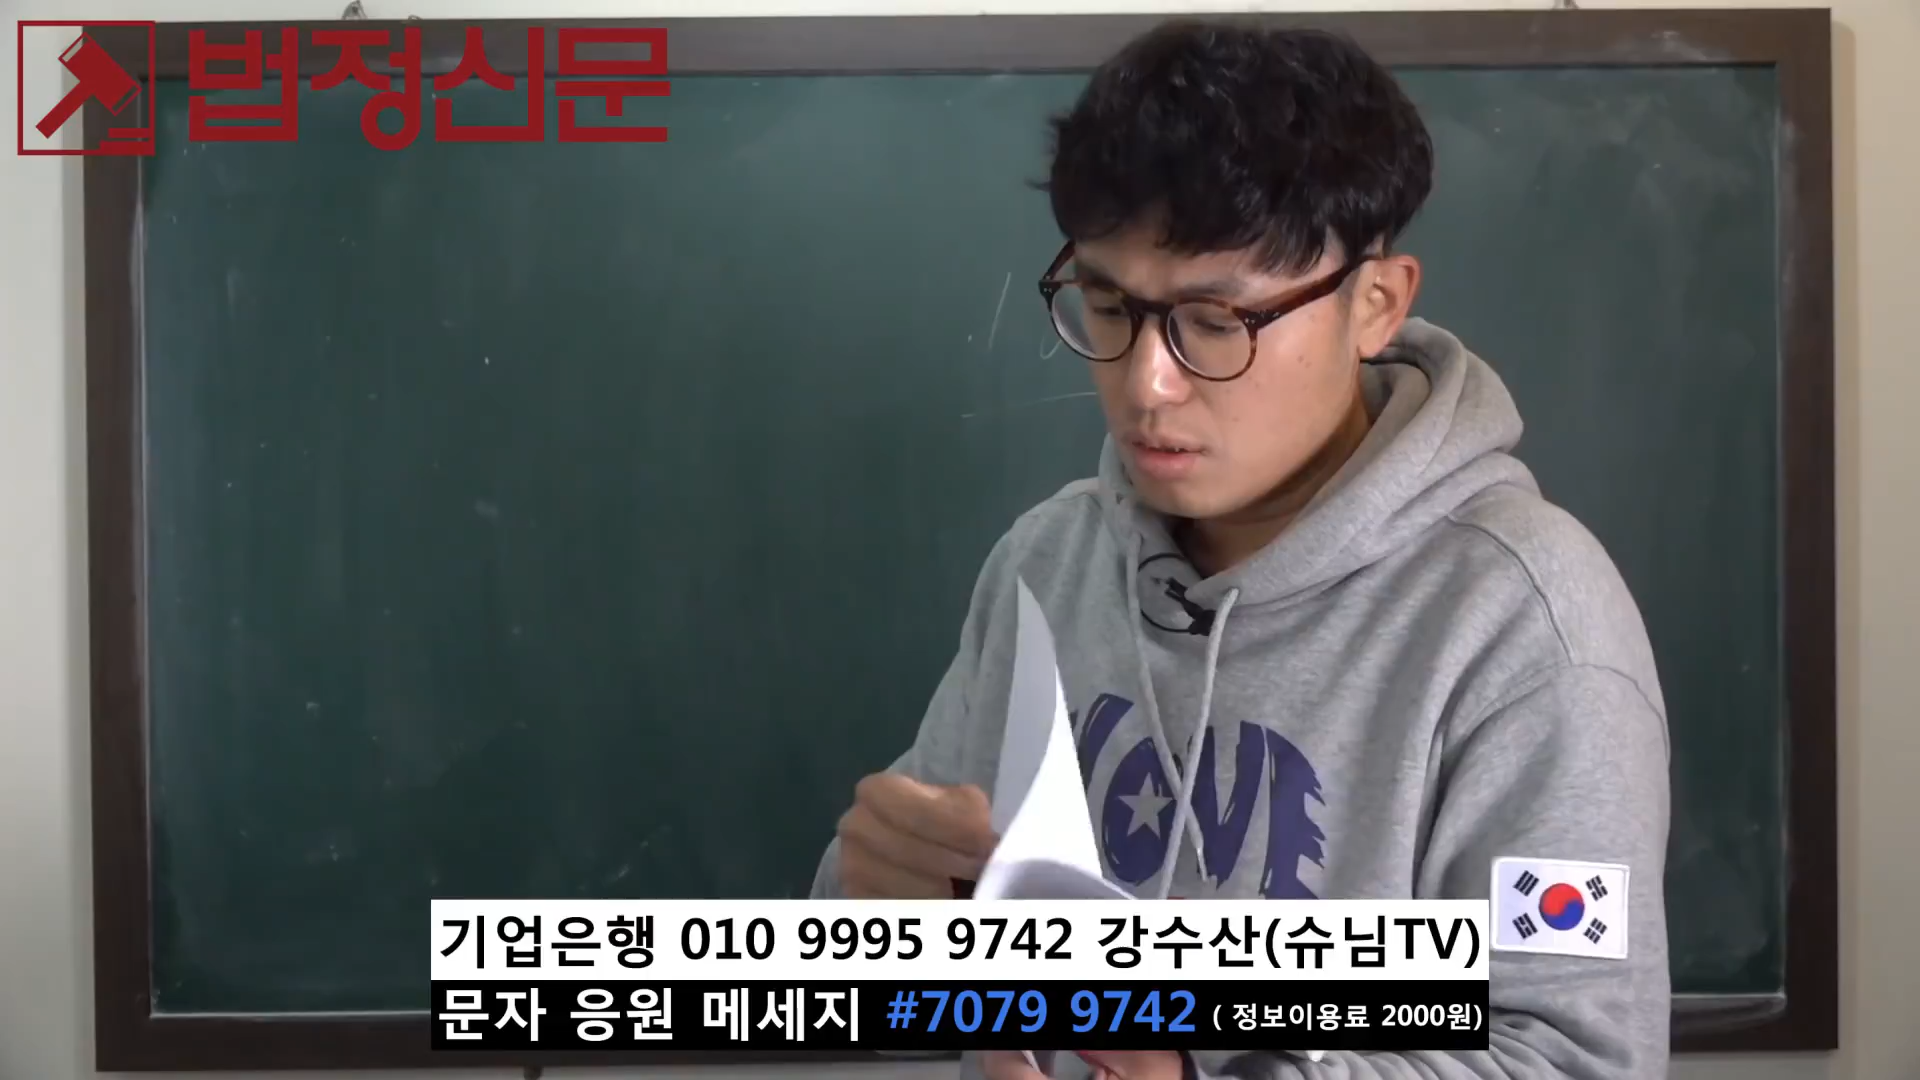 법정신문
LOVE
기업은행 010 9995 9742 강수산(슈님TV)
문자 응원 메세지 #7079 9742 ( 정보이용료 2000원)